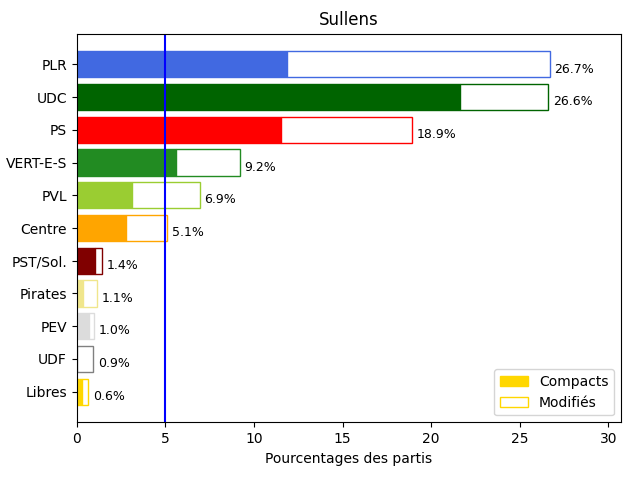 Sullens
PLR 26.7%
UDC 26.6%
PS 18.9%
VERT-E-S 9.2%
PVL 6.9%
Centre 5.1%
PST/Sol. 1.4%
Pirates 1.1%
PEV 1.0%
UDF 0.9%
Libres 0.6%
Compacts
Modifiés
0 5 10 15 20 25 30
Pourcentages des partis